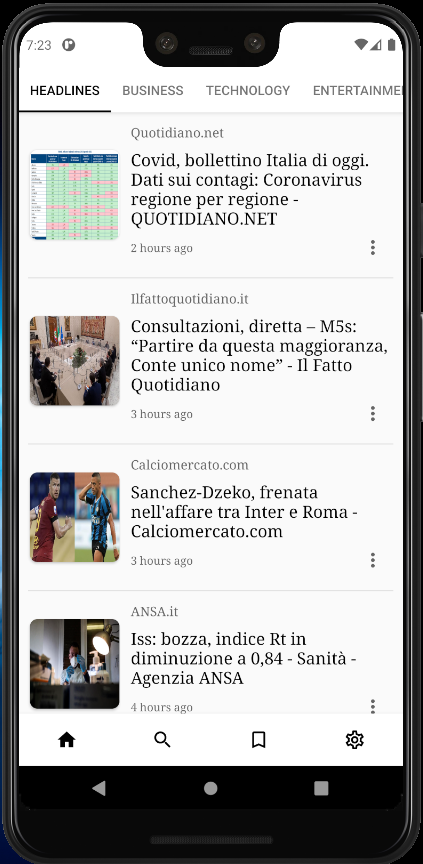 7:23
HEADLINES BUSINESS TECHNOLOGY ENTERTAINME
Quotidiano.net
Covid, bollettino Italia di oggi.
Dati sui contagi: Coronavirus
regione per regione -
QUOTIDIANO.NET
2 hours ago
Ilfattoquotidiano.it
Consultazioni, diretta – M5s:
“Partire da questa maggioranza,
Conte unico nome” - Il Fatto
Quotidiano
3 hours ago
Calciomercato.com
Sanchez-Dzeko, frenata
nell'affare tra Inter e Roma -
Calciomercato.com
3 hours ago
ANSA.it
Iss: bozza, indice Rt in
diminuzione a 0,84 - Sanità -
Agenzia ANSA
4 hours ago